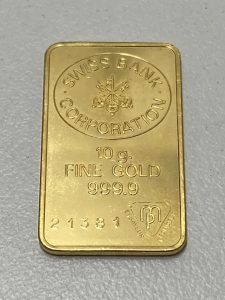 SWISS BANK
CORPORATION
10 g.
FINE GOLD
999.9
21581